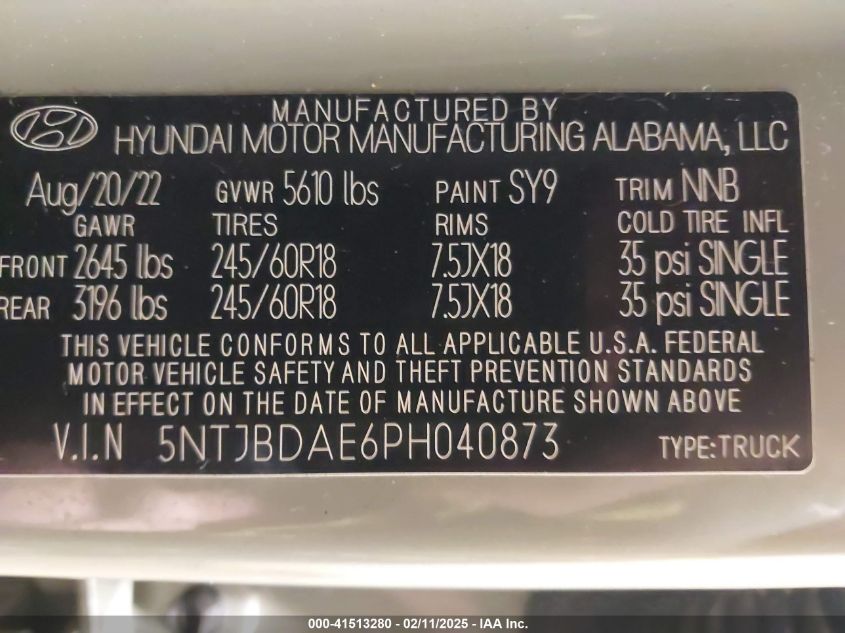 MANUFACTURED BY
HYUNDAI MOTOR MANUFACTURING ALABAMA, LLC
Aug/20/22 GVWR 5610 lbs PAINT SY9 TRIM NNB
GAWR TIRES RIMS COLD TIRE INFL
FRONT 2645 lbs 245/60R18 7.5JX18 35 psi SINGLE
REAR 3196 lbs 245/60R18 7.5JX18 35 psi SINGLE
THIS VEHICLE CONFORMS TO ALL APPLICABLE U.S.A. FEDERAL
MOTOR VEHICLE SAFETY AND THEFT PREVENTION STANDARDS
IN EFFECT ON THE DATE OF MANUFACTURE SHOWN ABOVE
V.I.N 5NTJBDAE6PH040873 TYPE:TRUCK
000-41513280 - 02/11/2025 - IAA Inc.